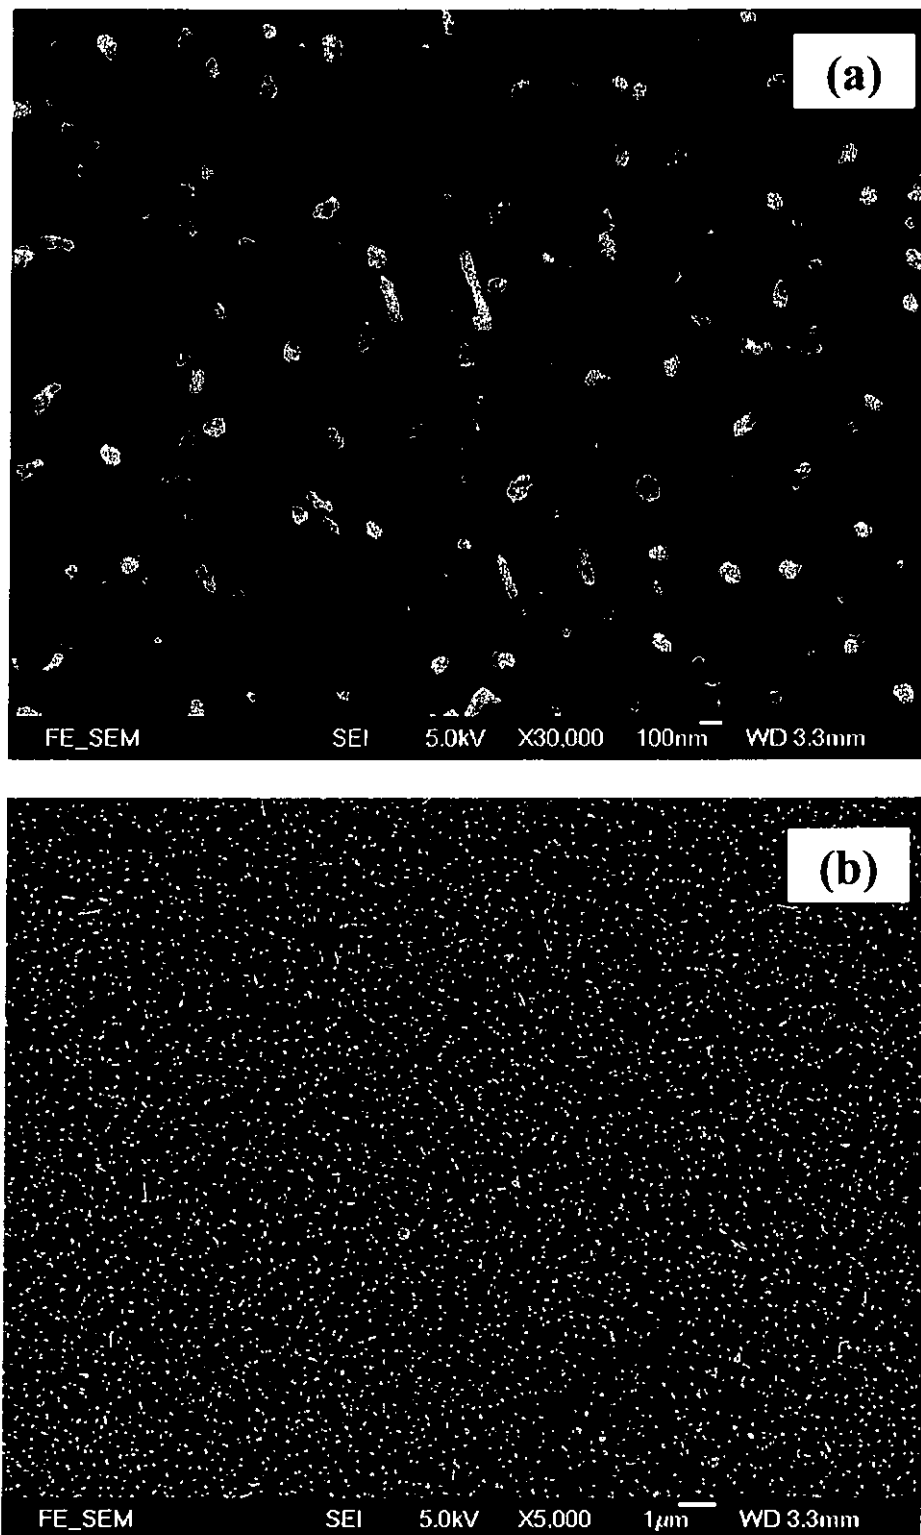 (a)
FE_SEM SEI 5.0kV X30,000 100nm WD 3.3mm
(b)
FE_SEM SEI 5.0kV X5,000 1μm WD 3.3mm